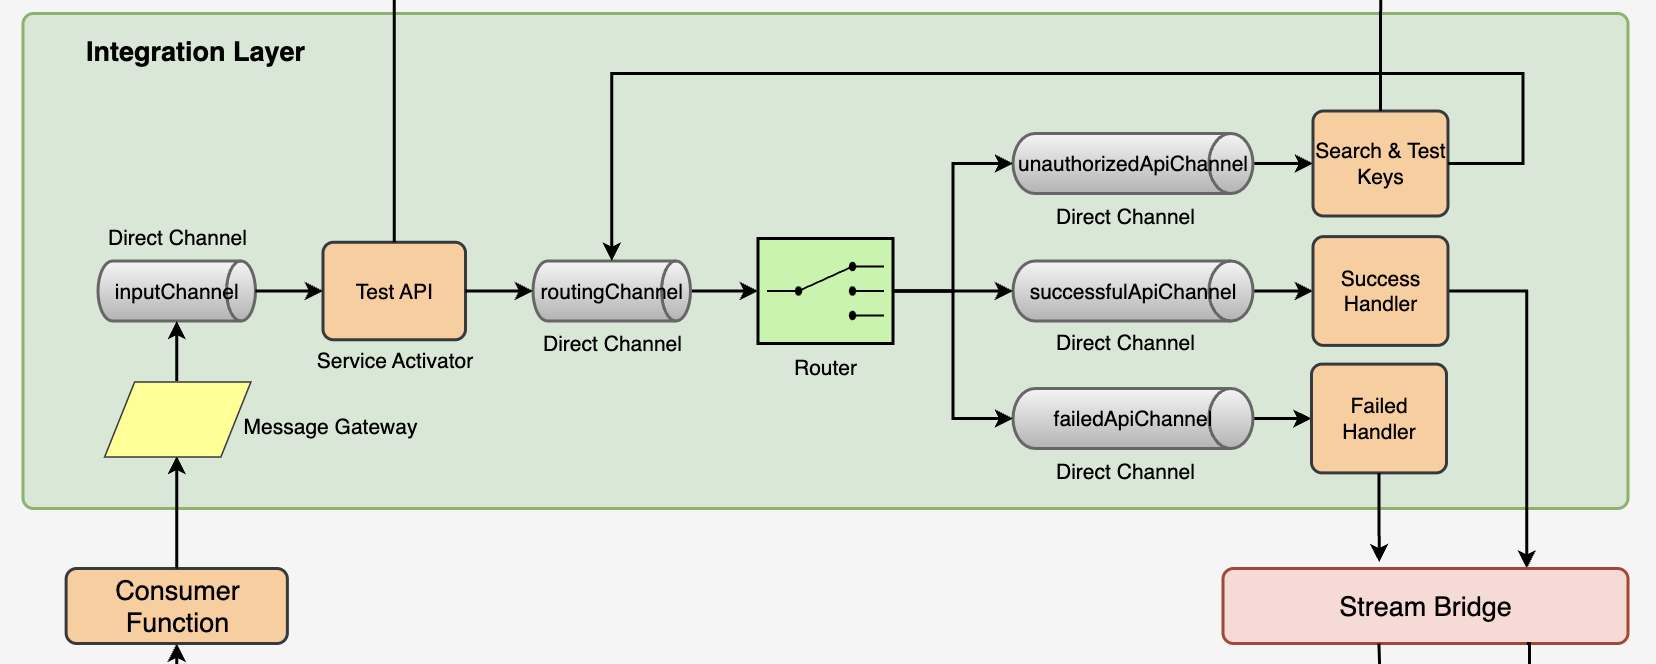 Integration Layer
unauthorizedApiChannel
Direct Channel
Search & Test
Keys
Direct Channel
inputChannel
Test API
Service Activator
routingChannel
Direct Channel
Router
successfulApiChannel
Direct Channel
Success
Handler
Message Gateway
failedApiChannel
Direct Channel
Failed
Handler
Consumer
Function
Stream Bridge